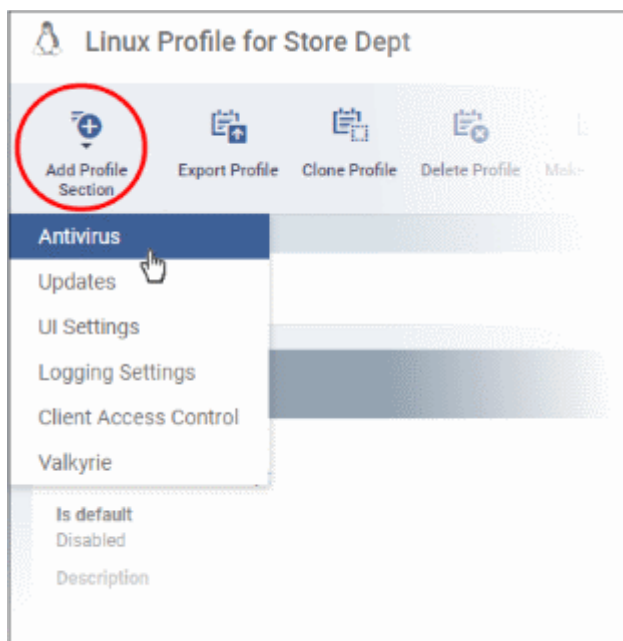 Linux Profile for Store Dept
Add Profile Section
Export Profile
Clone Profile
Delete Profile
Make
Antivirus
Updates
UI Settings
Logging Settings
Client Access Control
Valkyrie
Is default
Disabled
Description